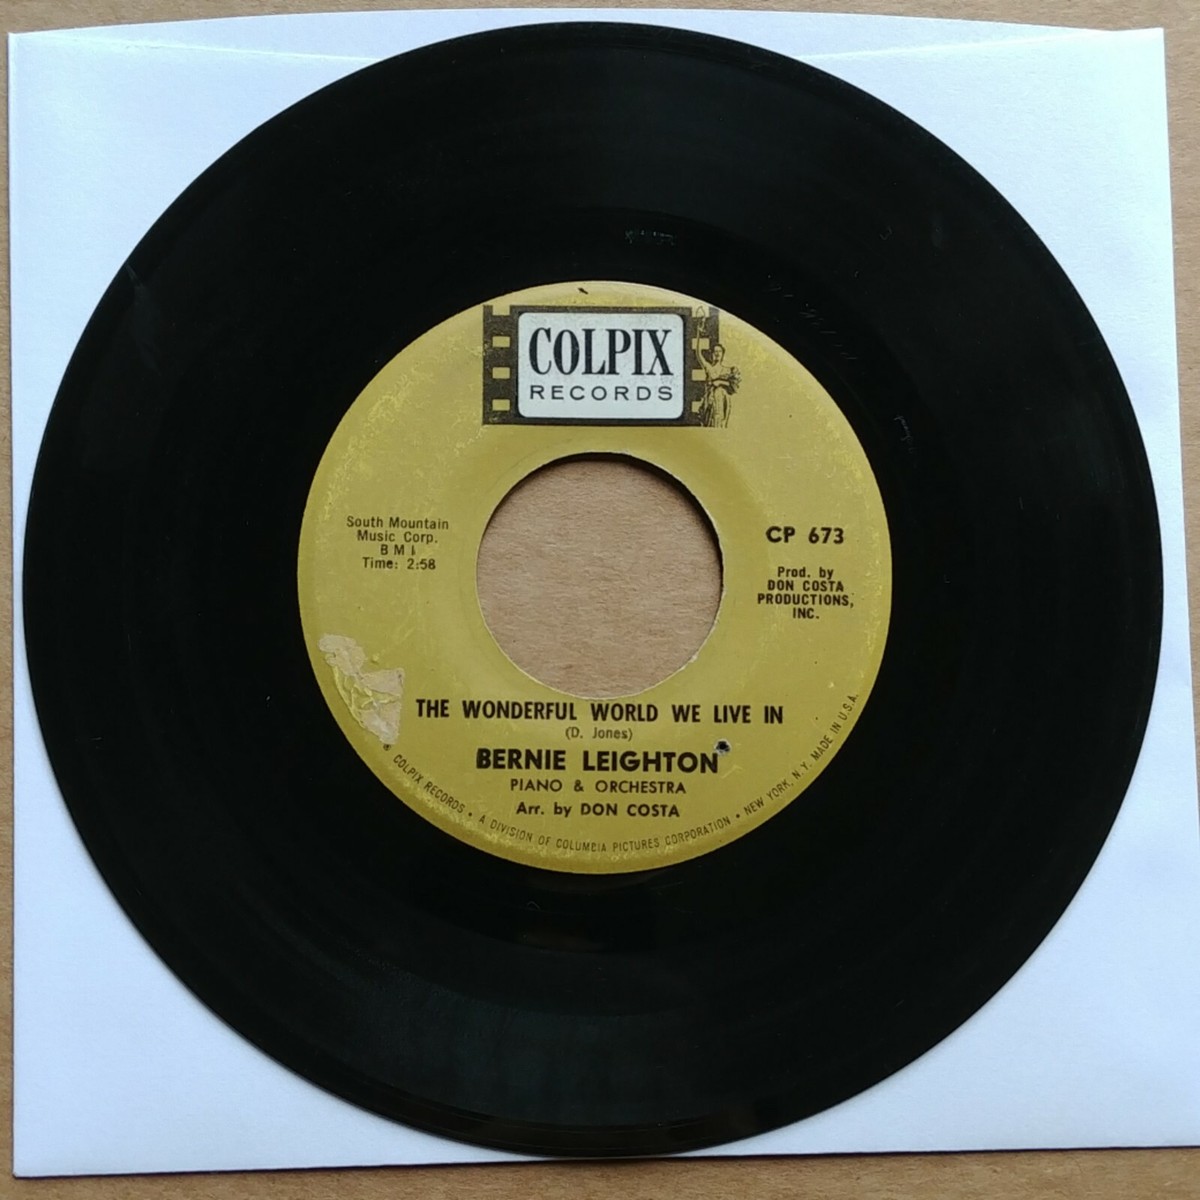 COLPIX
RECORDS
South Mountain
Music Corp.
B M I
Time: 2:58
CP 673
Prod. by
DON COSTA
PRODUCTIONS,
INC.
THE WONDERFUL WORLD WE LIVE IN
(D. Jones)
BERNIE LEIGHTON
PIANO & ORCHESTRA
Arr. by DON COSTA
® COLPIX RECORDS • A DIVISION OF COLUMBIA PICTURES CORPORATION • NEW YORK, N.Y. MADE IN U.S.A.